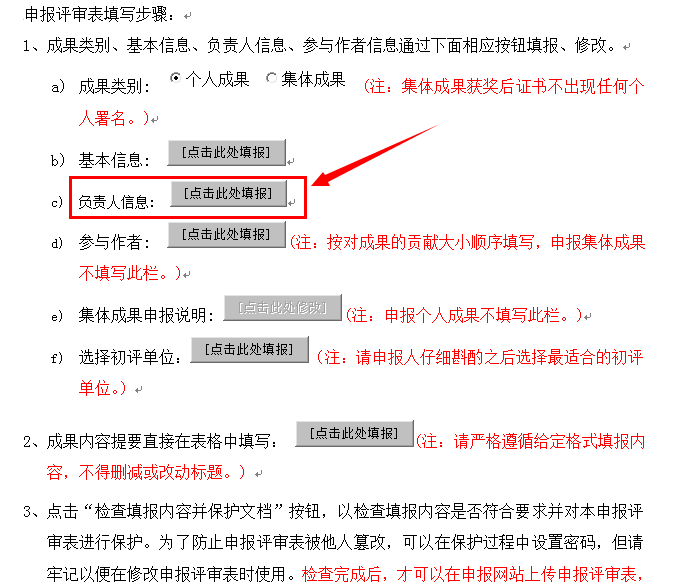 申报评审表填写步骤：
1、成果类别、基本信息、负责人信息、参与作者信息通过下面相应按钮填报、修改。
a) 成果类别： 个人成果 集体成果 （注：集体成果获奖后证书不出现任何个
人署名。）
b) 基本信息： [点击此处填报]
c) 负责人信息： [点击此处填报]
d) 参与作者： [点击此处填报] （注：按对成果的贡献大小顺序填写，申报集体成果
不填写此栏。）
e) 集体成果申报说明： [点击此处修改] （注：申报个人成果不填写此栏。）
f) 选择初评单位： [点击此处填报] （注：请申报人仔细斟酌之后选择最适合的初评
单位。）
2、成果内容提要直接在表格中填写： [点击此处填报] （注：请严格遵循给定格式填报内
容，不得删减或改动标题。）
3、点击“检查填报内容并保护文档”按钮，以检查填报内容是否符合要求并对本申报评
审表进行保护。为了防止申报评审表被他人篡改，可以在保护过程中设置密码，但请
牢记以便在修改申报评审表时使用。检查完成后，才可以在申报网站上传申报评审表，